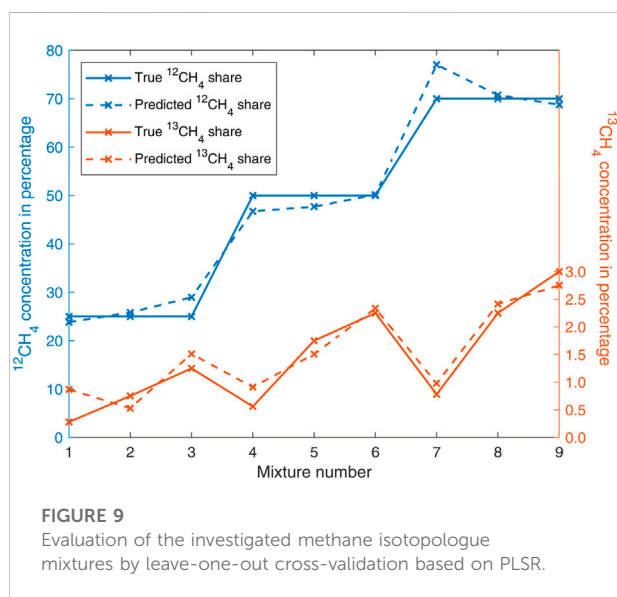 80
70
60
50
40
30
20
10
0
¹²CH₄ concentration in percentage
True ¹²CH₄ share
Predicted ¹²CH₄ share
True ¹³CH₄ share
Predicted ¹³CH₄ share
¹³CH₄ concentration in percentage
3.0
2.5
2.0
1.5
1.0
0.5
0.0
1 2 3 4 5 6 7 8 9
Mixture number
FIGURE 9
Evaluation of the investigated methane isotopologue
mixtures by leave-one-out cross-validation based on PLSR.